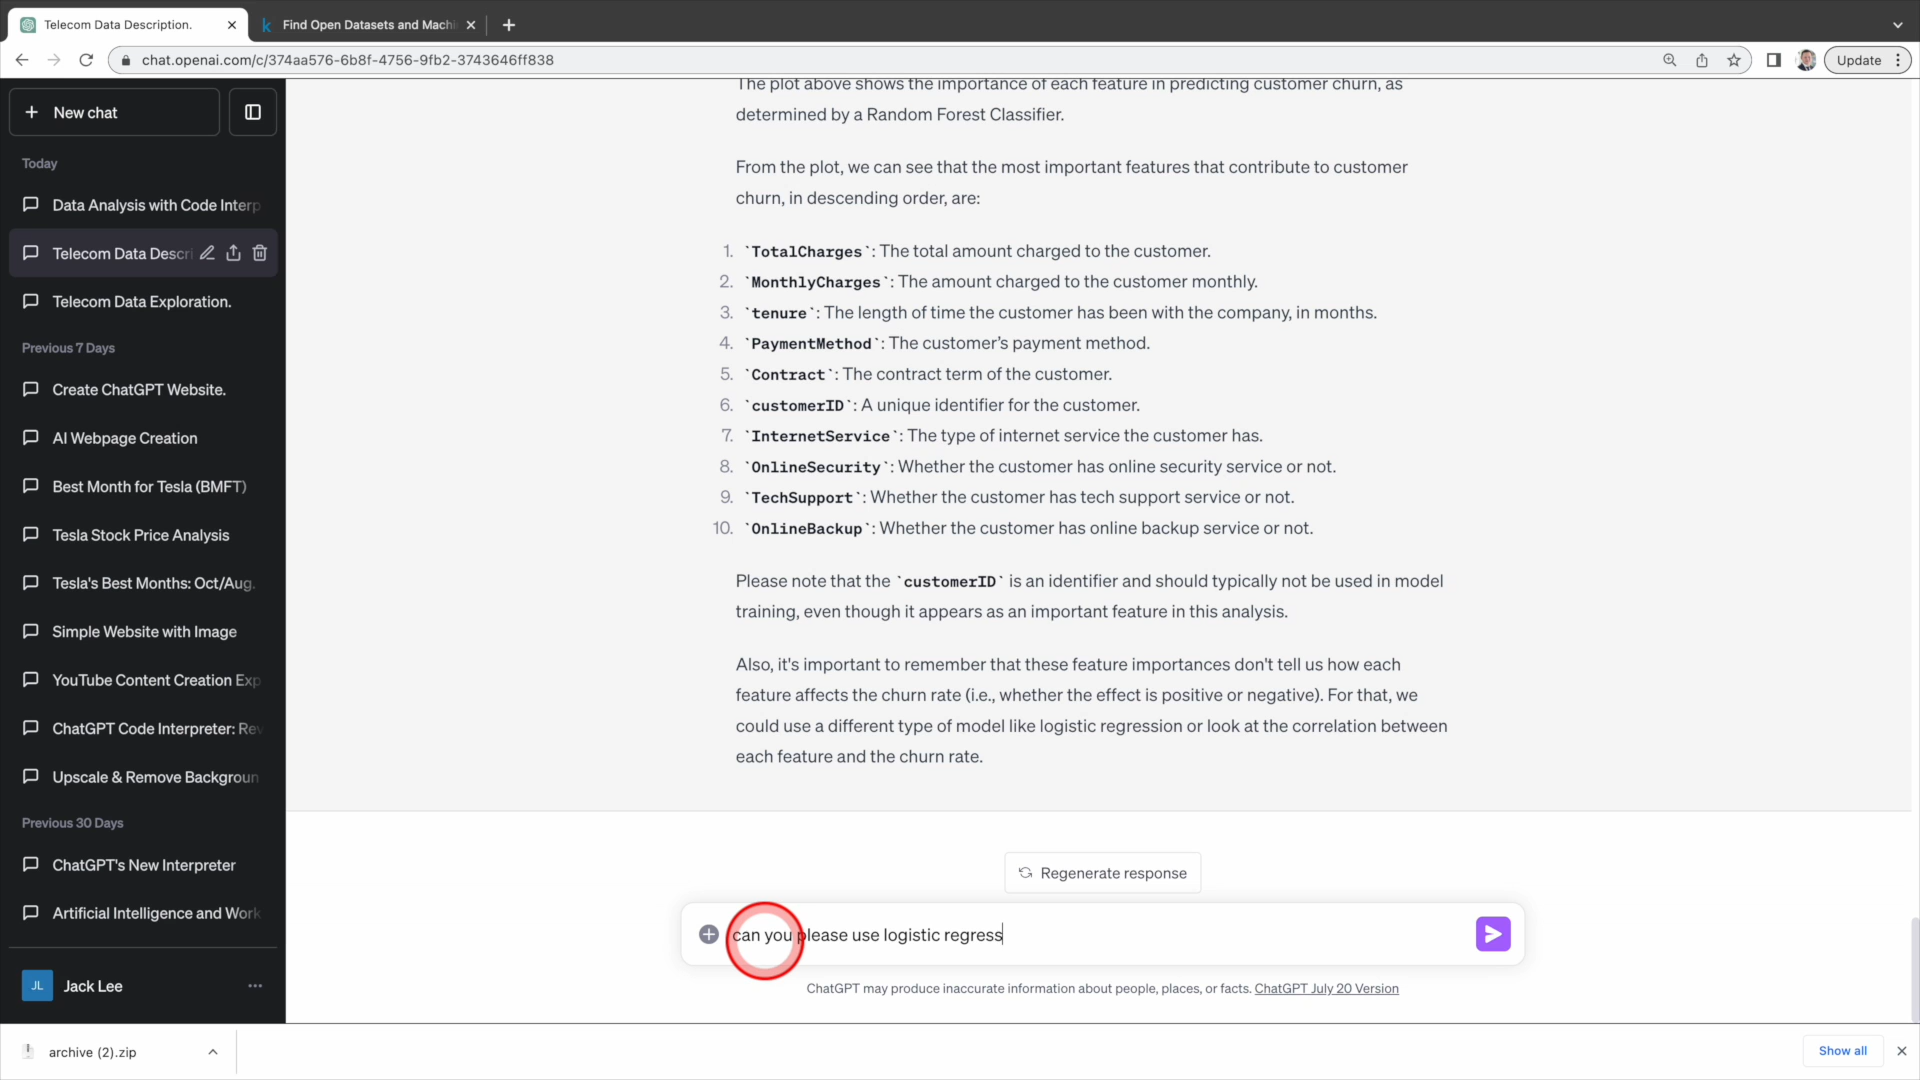 Telecom Data Description.
Find Open Datasets and Machi
chat.openai.com/c/374aa576-6b8f-4756-9fb2-3743646ff838
Update
New chat
Today
Data Analysis with Code Interp
Telecom Data Descri
Telecom Data Exploration.
Previous 7 Days
Create ChatGPT Website.
AI Webpage Creation
Best Month for Tesla (BMFT)
Tesla Stock Price Analysis
Tesla's Best Months: Oct/Aug.
Simple Website with Image
YouTube Content Creation Exp
ChatGPT Code Interpreter: Rev
Upscale & Remove Backgroun
Previous 30 Days
ChatGPT's New Interpreter
Artificial Intelligence and Work
JL Jack Lee
The plot above shows the importance of each feature in predicting customer churn, as
determined by a Random Forest Classifier.
From the plot, we can see that the most important features that contribute to customer
churn, in descending order, are:
1. `TotalCharges`: The total amount charged to the customer.
2. `MonthlyCharges`: The amount charged to the customer monthly.
3. `tenure`: The length of time the customer has been with the company, in months.
4. `PaymentMethod`: The customer's payment method.
5. `Contract`: The contract term of the customer.
6. `customerID`: A unique identifier for the customer.
7. `InternetService`: The type of internet service the customer has.
8. `OnlineSecurity`: Whether the customer has online security service or not.
9. `TechSupport`: Whether the customer has tech support service or not.
10. `OnlineBackup`: Whether the customer has online backup service or not.
Please note that the `customerID` is an identifier and should typically not be used in model
training, even though it appears as an important feature in this analysis.
Also, it's important to remember that these feature importances don't tell us how each
feature affects the churn rate (i.e., whether the effect is positive or negative). For that, we
could use a different type of model like logistic regression or look at the correlation between
each feature and the churn rate.
Regenerate response
can you please use logistic regress
ChatGPT may produce inaccurate information about people, places, or facts. ChatGPT July 20 Version
archive (2).zip
Show all